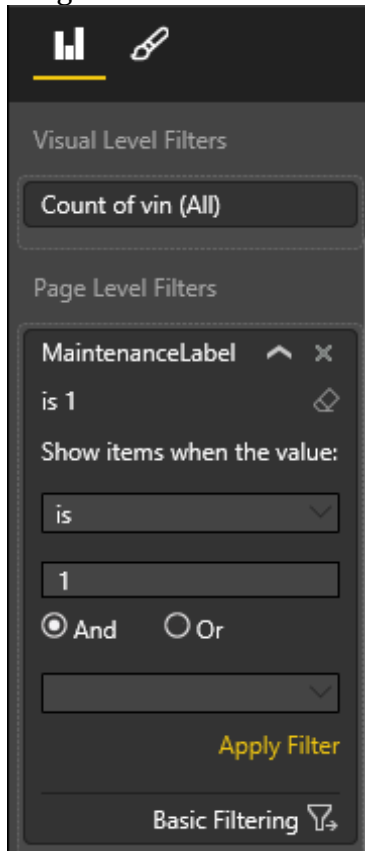 Visual Level Filters
Count of vin (All)
Page Level Filters
MaintenanceLabel
is 1
Show items when the value:
is
1
And Or
Apply Filter
Basic Filtering